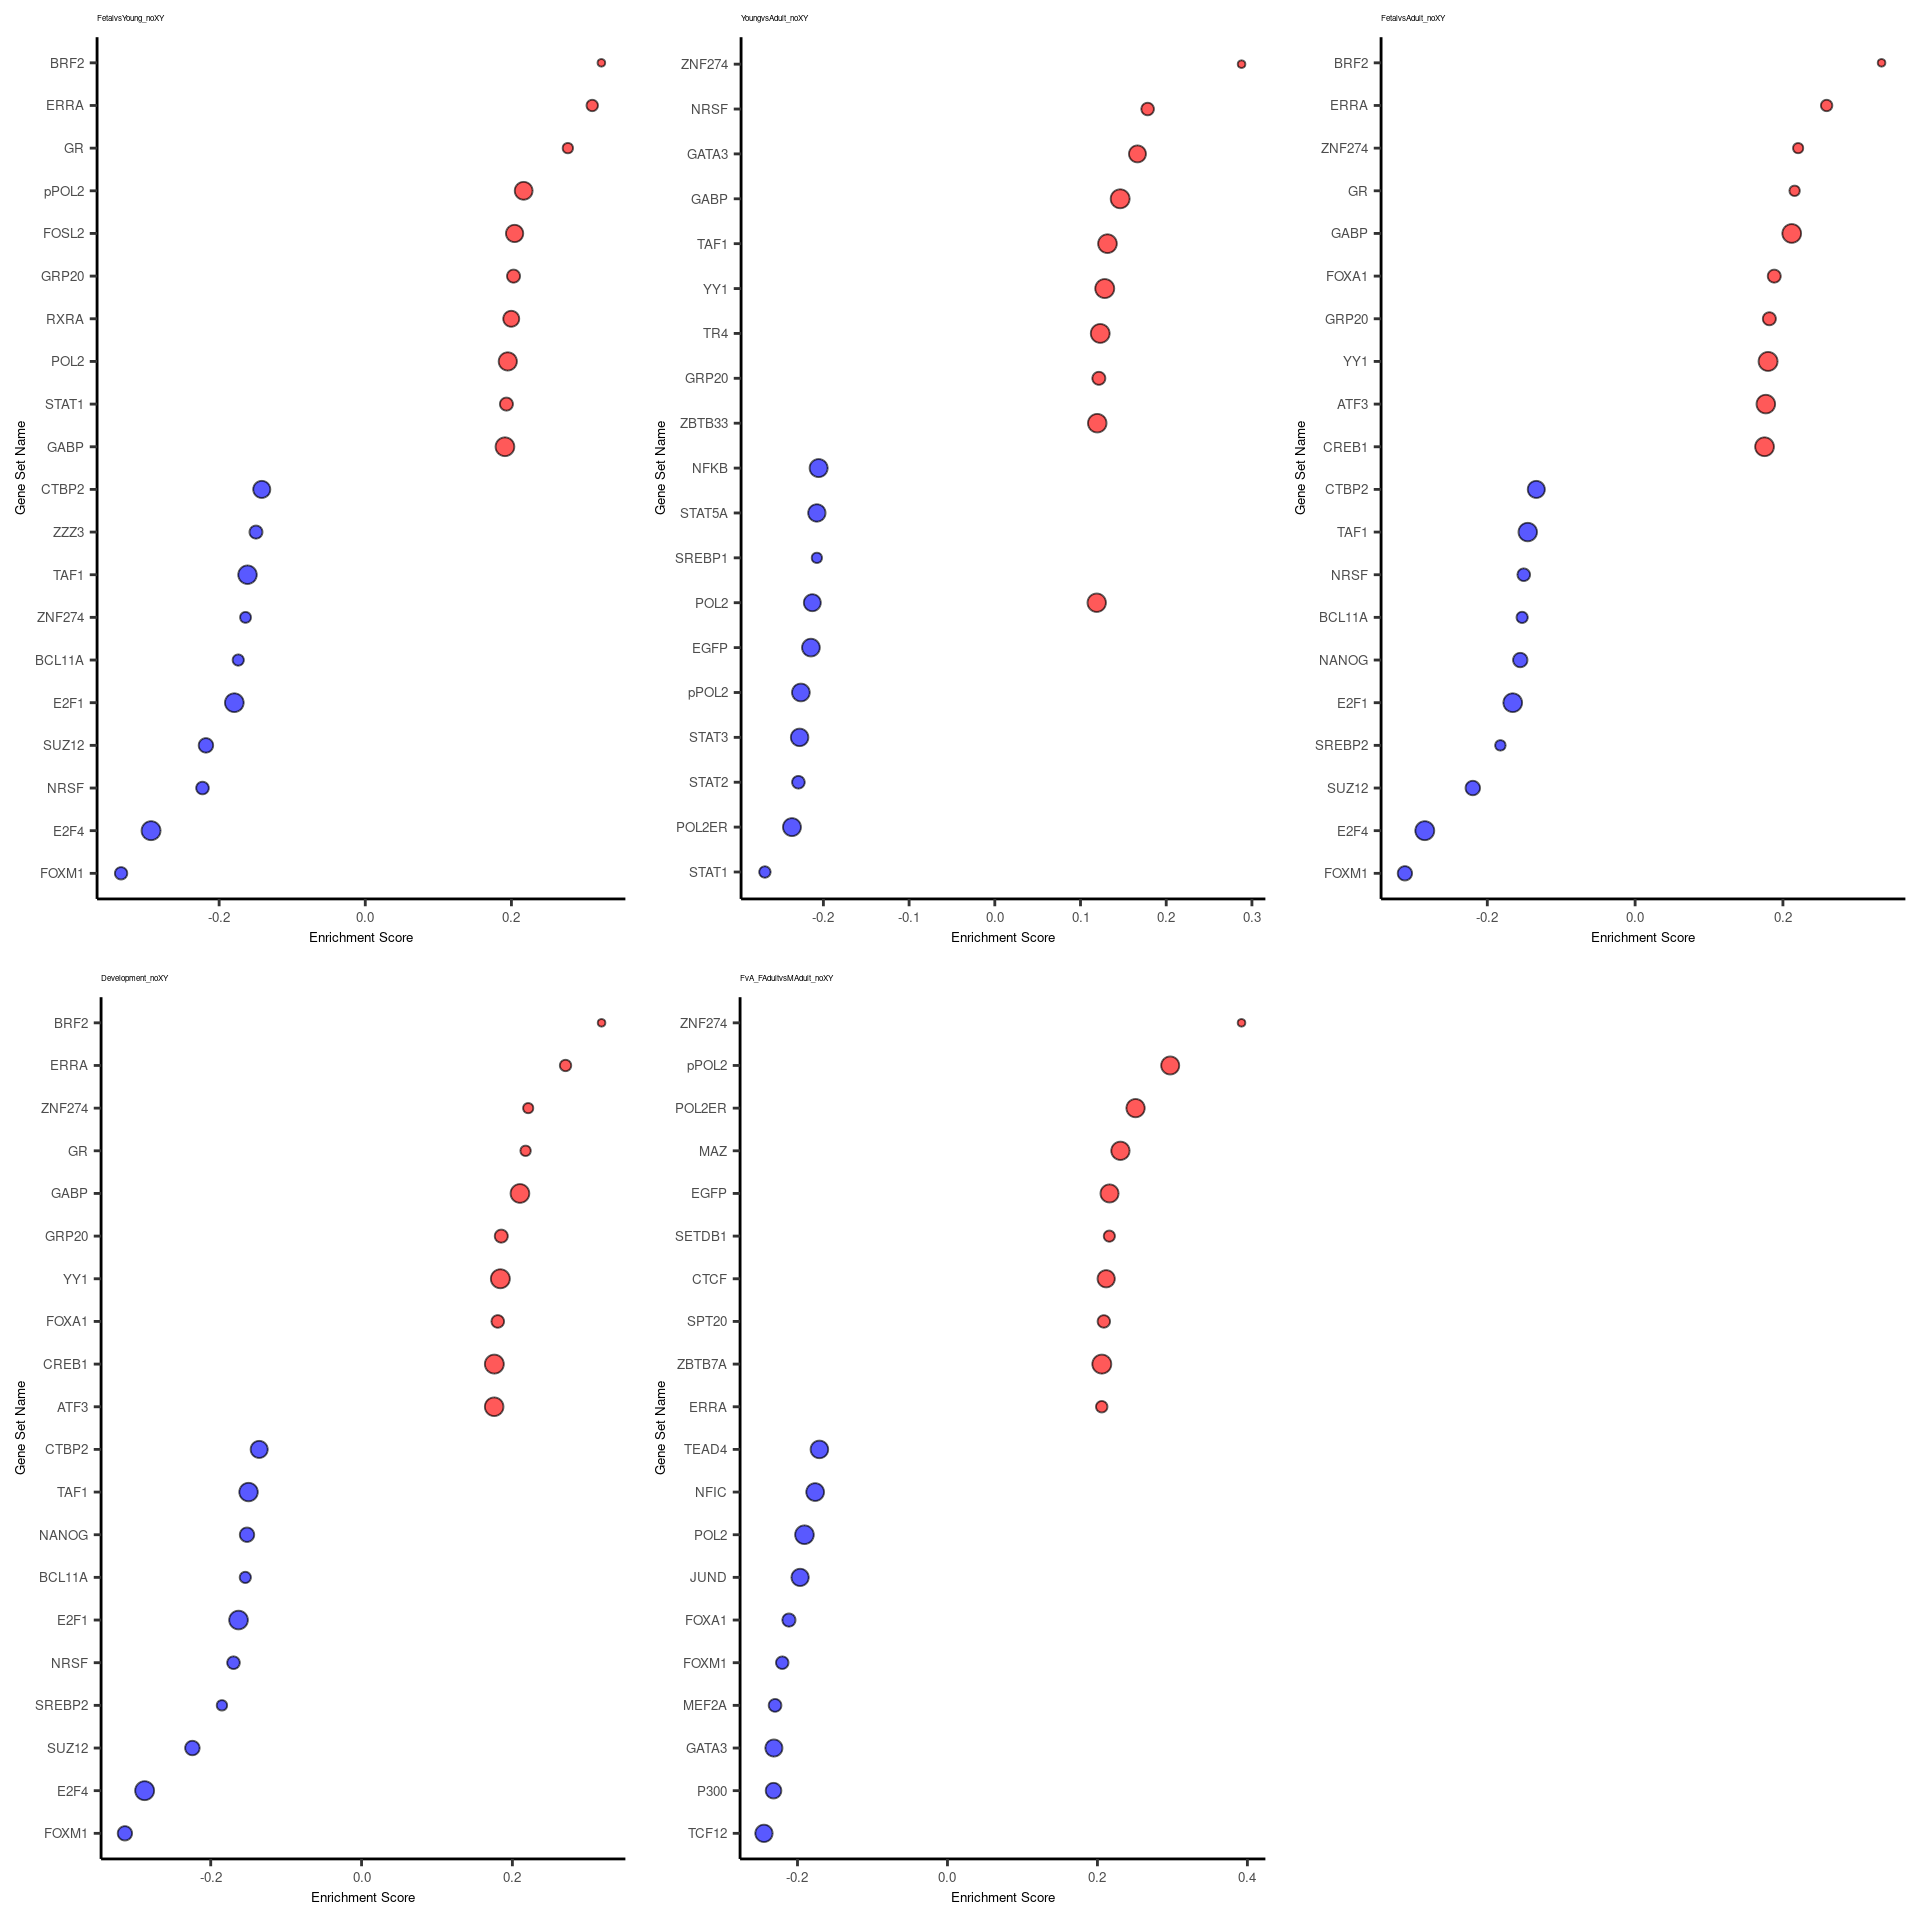 FetalvsYoung_noXY
Gene Set Name
BRF2
ERRA
GR
pPOL2
FOSL2
GRP20
RXRA
POL2
STAT1
GABP
CTBP2
ZZZ3
TAF1
ZNF274
BCL11A
E2F1
SUZ12
NRSF
E2F4
FOXM1
-0.2 0.0 0.2
Enrichment Score
YoungvsAdult_noXY
Gene Set Name
ZNF274
NRSF
GATA3
GABP
TAF1
YY1
TR4
GRP20
ZBTB33
NFKB
STAT5A
SREBP1
POL2
EGFP
pPOL2
STAT3
STAT2
POL2ER
STAT1
-0.2 -0.1 0.0 0.1 0.2 0.3
Enrichment Score
FetalvsAdult_noXY
Gene Set Name
BRF2
ERRA
ZNF274
GR
GABP
FOXA1
GRP20
YY1
ATF3
CREB1
CTBP2
TAF1
NRSF
BCL11A
NANOG
E2F1
SREBP2
SUZ12
E2F4
FOXM1
-0.2 0.0 0.2
Enrichment Score
Development_noXY
Gene Set Name
BRF2
ERRA
ZNF274
GR
GABP
GRP20
YY1
FOXA1
CREB1
ATF3
CTBP2
TAF1
NANOG
BCL11A
E2F1
NRSF
SREBP2
SUZ12
E2F4
FOXM1
-0.2 0.0 0.2
Enrichment Score
FvA_FAdultvsMAdult_noXY
Gene Set Name
ZNF274
pPOL2
POL2ER
MAZ
EGFP
SETDB1
CTCF
SPT20
ZBTB7A
ERRA
TEAD4
NFIC
POL2
JUND
FOXA1
FOXM1
MEF2A
GATA3
P300
TCF12
-0.2 0.0 0.2 0.4
Enrichment Score